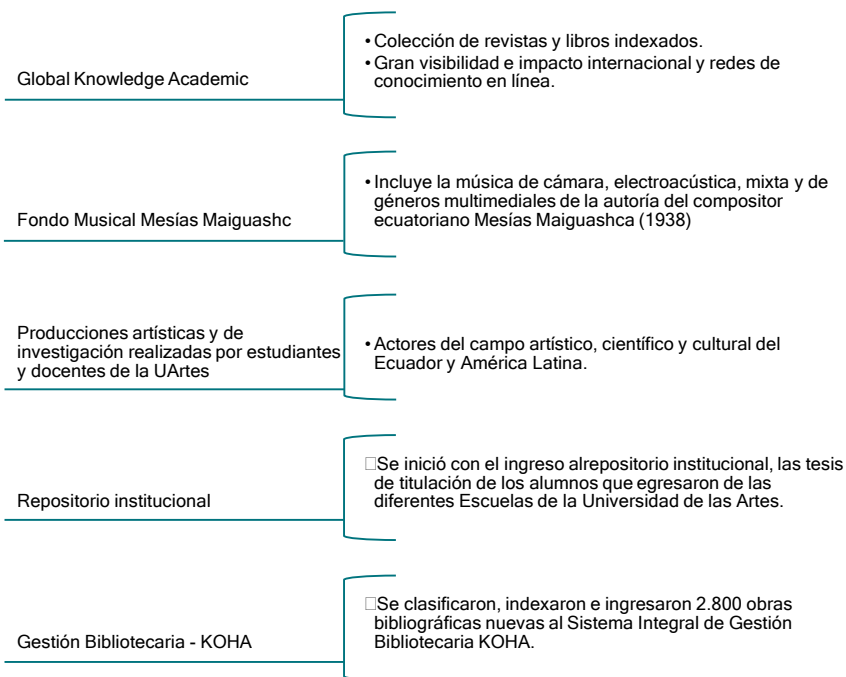 Global Knowledge Academic
• Colección de revistas y libros indexados.
• Gran visibilidad e impacto internacional y redes de
conocimiento en línea.
Fondo Musical Mesías Maiguashc
• Incluye la música de cámara, electroacústica, mixta y de
géneros multimediales de la autoría del compositor
ecuatoriano Mesías Maiguashca (1938)
Producciones artísticas y de
investigación realizadas por estudiantes
y docentes de la UArtes
• Actores del campo artístico, científico y cultural del
Ecuador y América Latina.
Repositorio institucional
□Se inició con el ingreso alrepositorio institucional, las tesis
de titulación de los alumnos que egresaron de las
diferentes Escuelas de la Universidad de las Artes.
Gestión Bibliotecaria - KOHA
□Se clasificaron, indexaron e ingresaron 2.800 obras
bibliográficas nuevas al Sistema Integral de Gestión
Bibliotecaria KOHA.